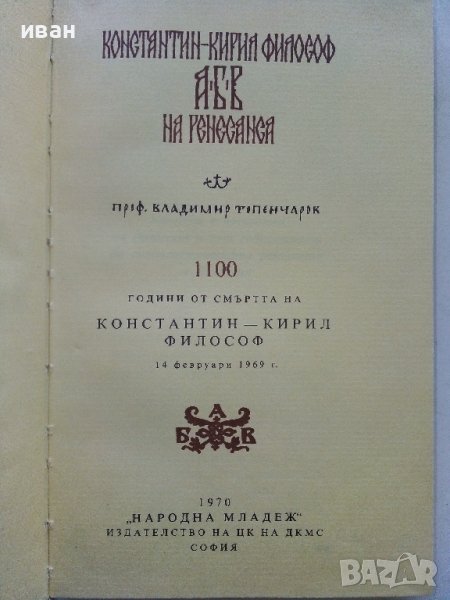 иван
КОНСТАНТИН-КИРИЛ ФИЛОСОФ
А·Б·В
НА РЕНЕСАНСА
ПРОФ. ВЛАДИМИР ТОПЕНЧАРОВ
1100
ГОДИНИ ОТ СМЪРТТА НА
КОНСТАНТИН — КИРИЛ
ФИЛОСОФ
14 февруари 1969 г.
А
Б В
1970
„НАРОДНА МЛАДЕЖ“
ИЗДАТЕЛСТВО НА ЦК НА ДКМС
СОФИЯ
BAZAR